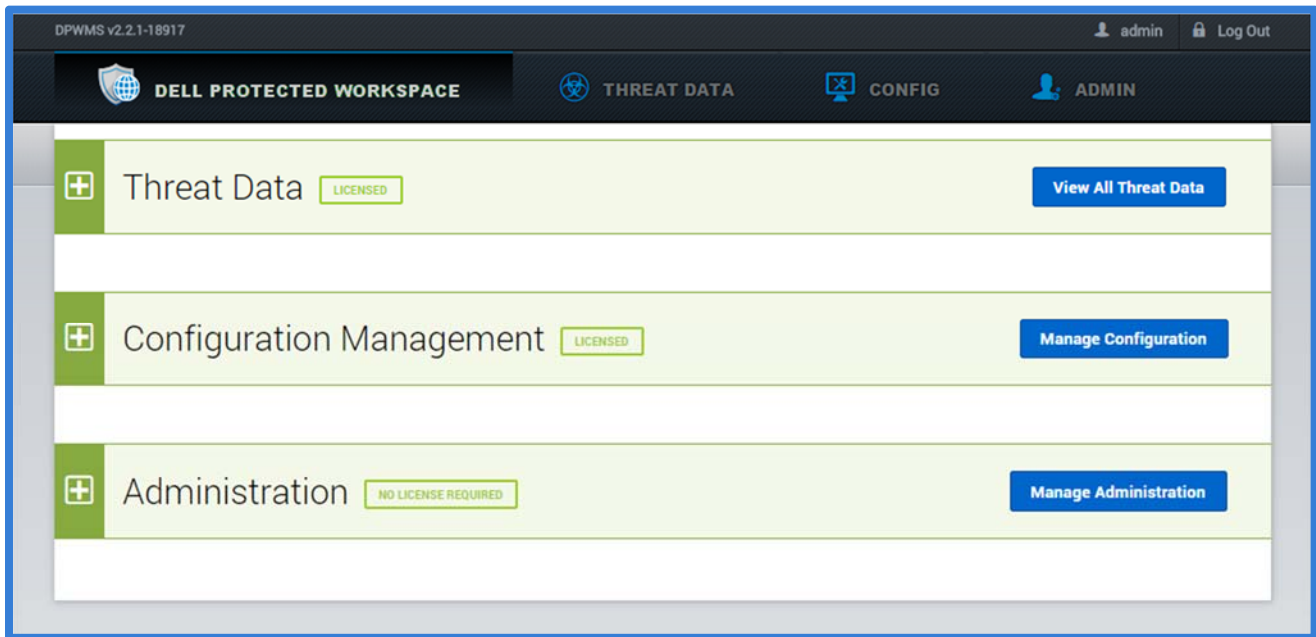 DPWMS v2.2.1-18917 admin Log Out
DELL PROTECTED WORKSPACE THREAT DATA CONFIG ADMIN
Threat Data LICENSED View All Threat Data
Configuration Management LICENSED Manage Configuration
Administration NO LICENSE REQUIRED Manage Administration